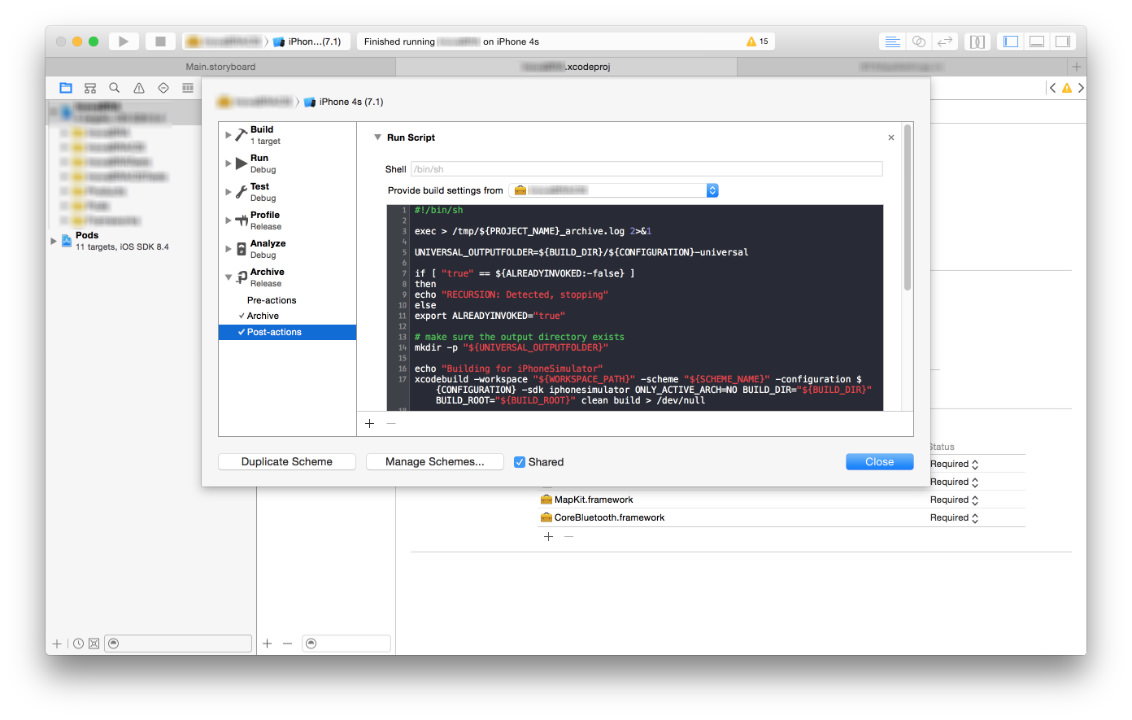 iPhon...(7.1)
Finished running on iPhone 4s
15
Main.storyboard
.xcodeproj
iPhone 4s (7.1)
Build
1 target
Run
Debug
Test
Debug
Profile
Release
Analyze
Debug
Archive
Release
Pre-actions
Archive
Post-actions
Pods
11 targets, iOS SDK 8.4
Run Script
Shell /bin/sh
Provide build settings from
1 #!/bin/sh
2
3 exec > /tmp/${PROJECT_NAME}_archive.log 2>&1
4
5 UNIVERSAL_OUTPUTFOLDER=${BUILD_DIR}/${CONFIGURATION}-universal
6
7 if [ "true" == ${ALREADYINVOKED:-false} ]
8 then
9 echo "RECURSION: Detected, stopping"
10 else
11 export ALREADYINVOKED="true"
12
13 # make sure the output directory exists
14 mkdir -p "${UNIVERSAL_OUTPUTFOLDER}"
15
16 echo "Building for iPhoneSimulator"
17 xcodebuild -workspace "${WORKSPACE_PATH}" -scheme "${SCHEME_NAME}" -configuration $
{CONFIGURATION} -sdk iphonesimulator ONLY_ACTIVE_ARCH=NO BUILD_DIR="${BUILD_DIR}"
BUILD_ROOT="${BUILD_ROOT}" clean build > /dev/null
Duplicate Scheme
Manage Schemes...
Shared
Close
Status
Required
Required
MapKit.framework Required
CoreBluetooth.framework Required